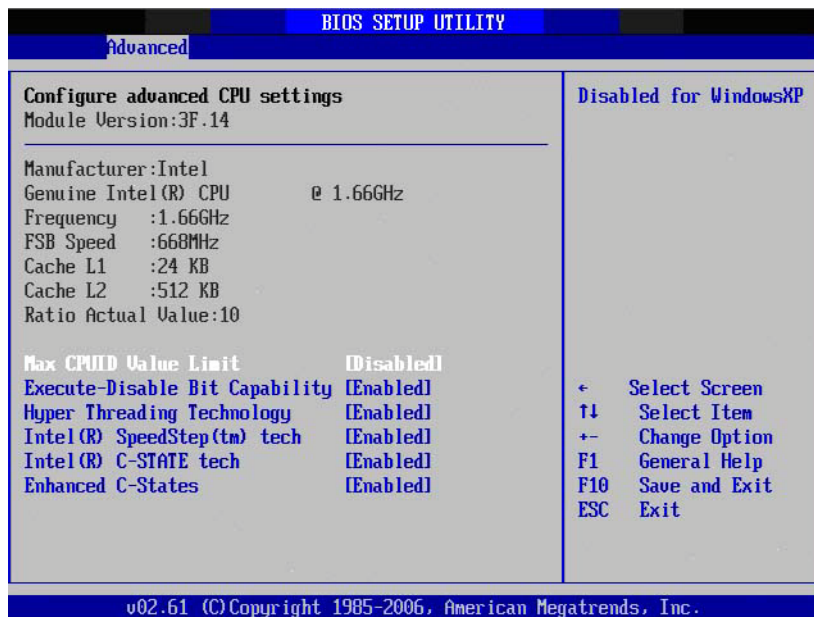 BIOS SETUP UTILITY
Advanced
Configure advanced CPU settings
Module Version:3F.14
Manufacturer:Intel
Genuine Intel(R) CPU @ 1.66GHz
Frequency :1.66GHz
FSB Speed :668MHz
Cache L1 :24 KB
Cache L2 :512 KB
Ratio Actual Value:10
Max CPUID Value Limit [Disabled]
Execute-Disable Bit Capability [Enabled]
Hyper Threading Technology [Enabled]
Intel(R) SpeedStep(tm) tech [Enabled]
Intel(R) C-STATE tech [Enabled]
Enhanced C-States [Enabled]
Disabled for WindowsXP
← Select Screen
↑↓ Select Item
+- Change Option
F1 General Help
F10 Save and Exit
ESC Exit
v02.61 (C)Copyright 1985-2006, American Megatrends, Inc.